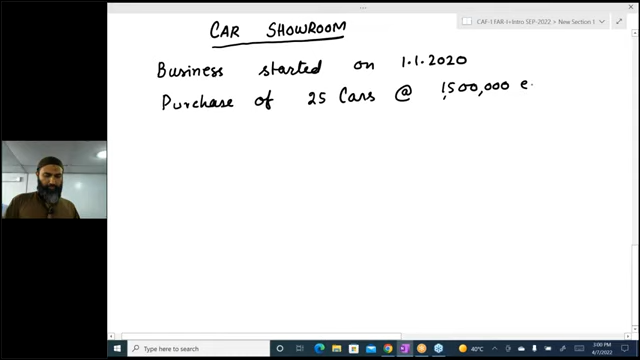 CAF-1 FAR-I+Intro SEP-2022 > New Section 1
CAR SHOWROOM
Business started on 1.1.2020
Purchase of 25 Cars @ 1,500,000 e
Type here to search
40°C
3:00 PM
4/7/2022